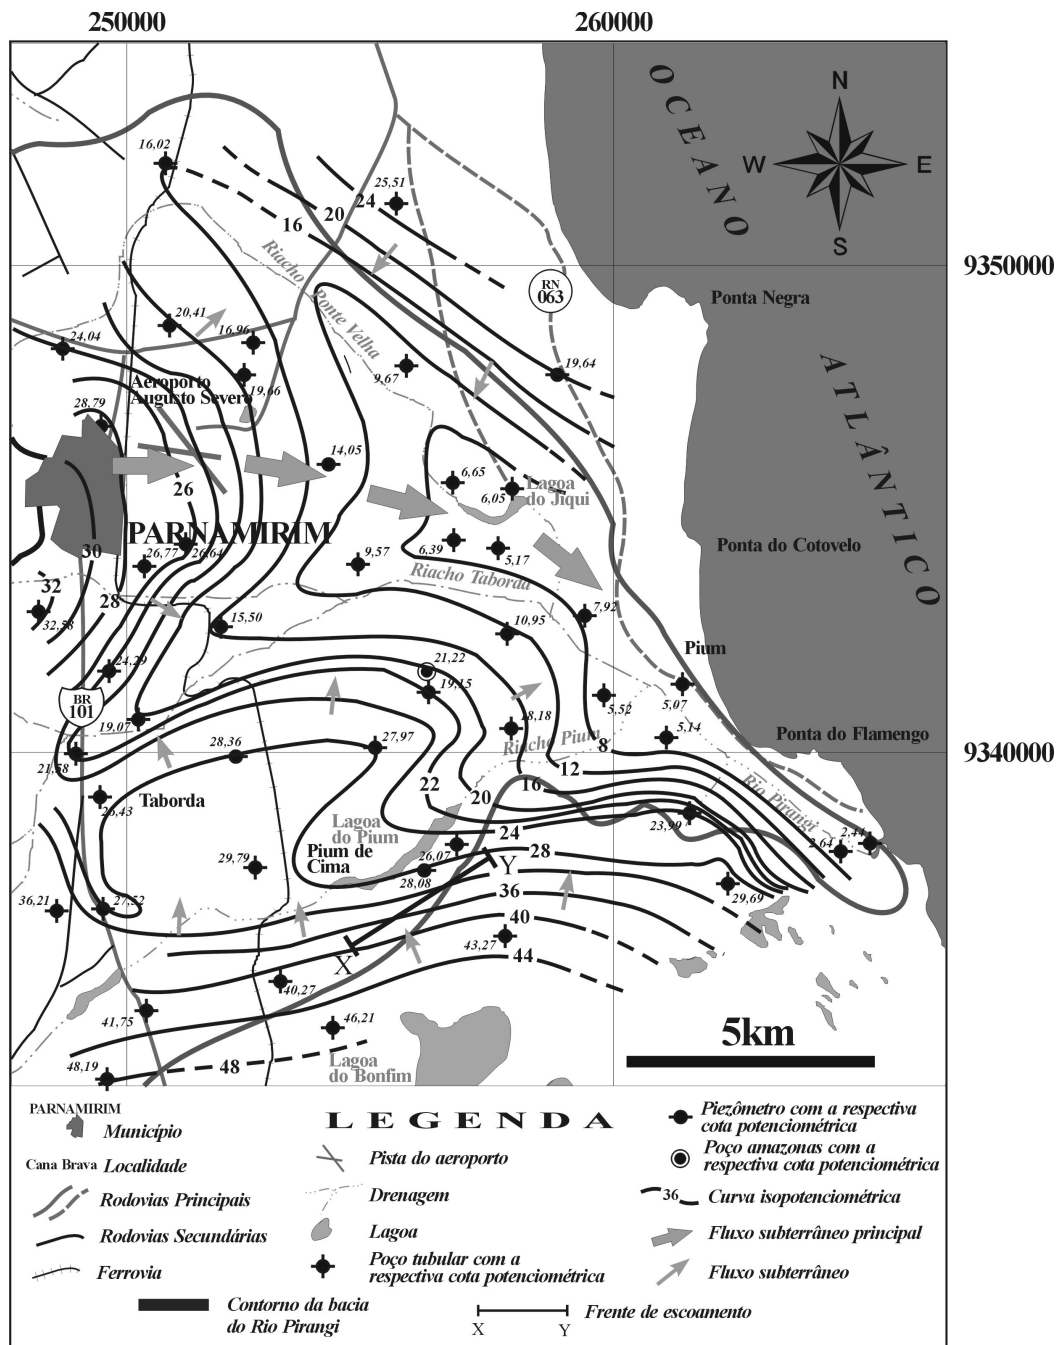 250000
260000
OCEANO
N
W
E
S
16,02
25,51
24
20
16
9350000
RN
063
Ponta Negra
Riacho Ponte Velha
20,41
24,04
16,96
19,64
9,67
19,66
ATLÂNTICO
Aeroporto
Augusto Severo
28,79
14,05
6,65
6,05
Lagoa
do Jiqui
26
PARNAMIRIM
30
26,77
26,64
6,39
5,17
Ponta do Cotovelo
9,57
Riacho Taborda
32
28
32,58
15,50
7,92
10,95
24,29
21,22
19,15
Pium
5,07
BR
101
19,07
18,18
5,52
5,14
Riacho Pium
8
Ponta do Flamengo
21,58
28,36
27,97
12
16
22
20
Rio Pirangi
25,43
Taborda
Lagoa
do Pium
24
23,99
2,44
2,64
Pium de
Cima
26,07
28
Y
29,79
28,08
36
29,69
36,21
27,52
40
43,27
44
X
40,27
41,75
46,21
5km
48,19
48
Lagoa
do Bonfim
9340000
LEGENDA
PARNAMIRIM
Município
Cana Brava Localidade
Rodovias Principais
Rodovias Secundárias
Ferrovia
Pista do aeroporto
Drenagem
Lagoa
Poço tubular com a
respectiva cota potenciométrica
Piezômetro com a respectiva
cota potenciométrica
Poço amazonas com a
respectiva cota potenciométrica
36 Curva isopotenciométrica
Fluxo subterrâneo principal
Fluxo subterrâneo
Contorno da bacia
do Rio Pirangi
X Y Frente de escoamento